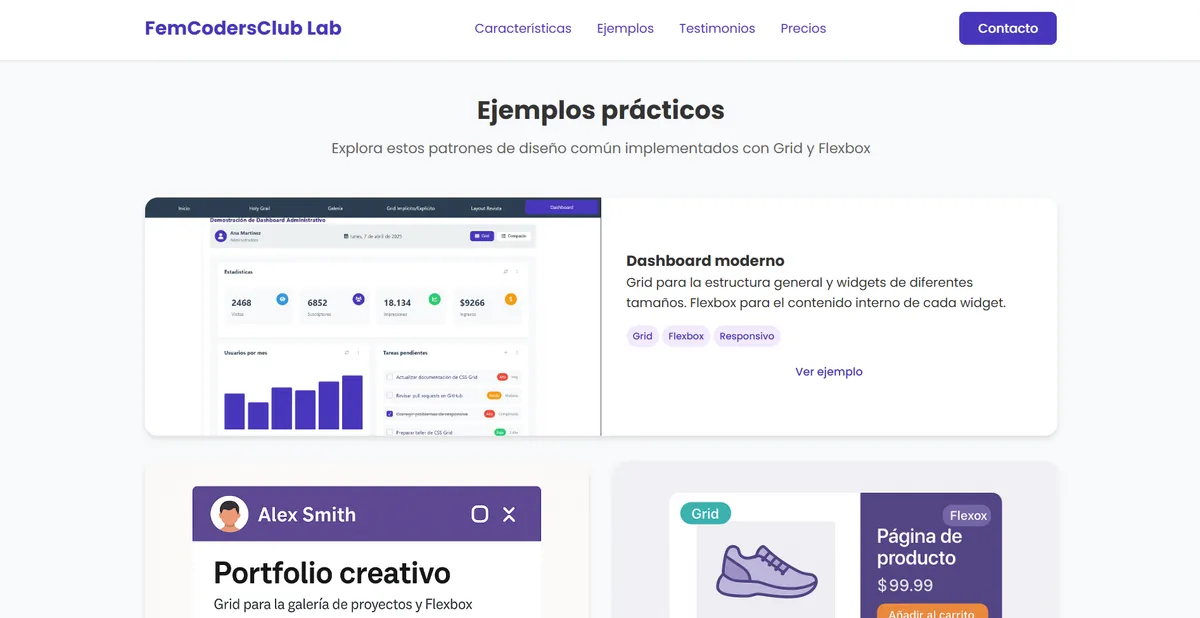 FemCodersClub Lab
Características
Ejemplos
Testimonios
Precios
Contacto
Ejemplos prácticos
Explora estos patrones de diseño común implementados con Grid y Flexbox
Inicio
Holy Grail
Galería
Grid Implícito/Explícito
Layout Revista
Dashboard
Demostración de Dashboard Administrativo
Ana Martínez
Administradora
lunes, 7 de abril de 2025
Grid
Compacto
Estadísticas
2468
6852
18.134
$9266
Visitas
Suscriptores
Impresiones
Ingresos
Usuarios por mes
Tareas pendientes
Actualizar documentación de CSS Grid
Revisar pull requests en GitHub
Corregir problemas de responsive
Preparar taller de CSS Grid
Dashboard moderno
Grid para la estructura general y widgets de diferentes
tamaños. Flexbox para el contenido interno de cada widget.
Grid
Flexbox
Responsivo
Ver ejemplo
Alex Smith
Portfolio creativo
Grid para la galería de proyectos y Flexbox
Grid
Flexox
Página de
producto
$99.99
Añadir al carrito